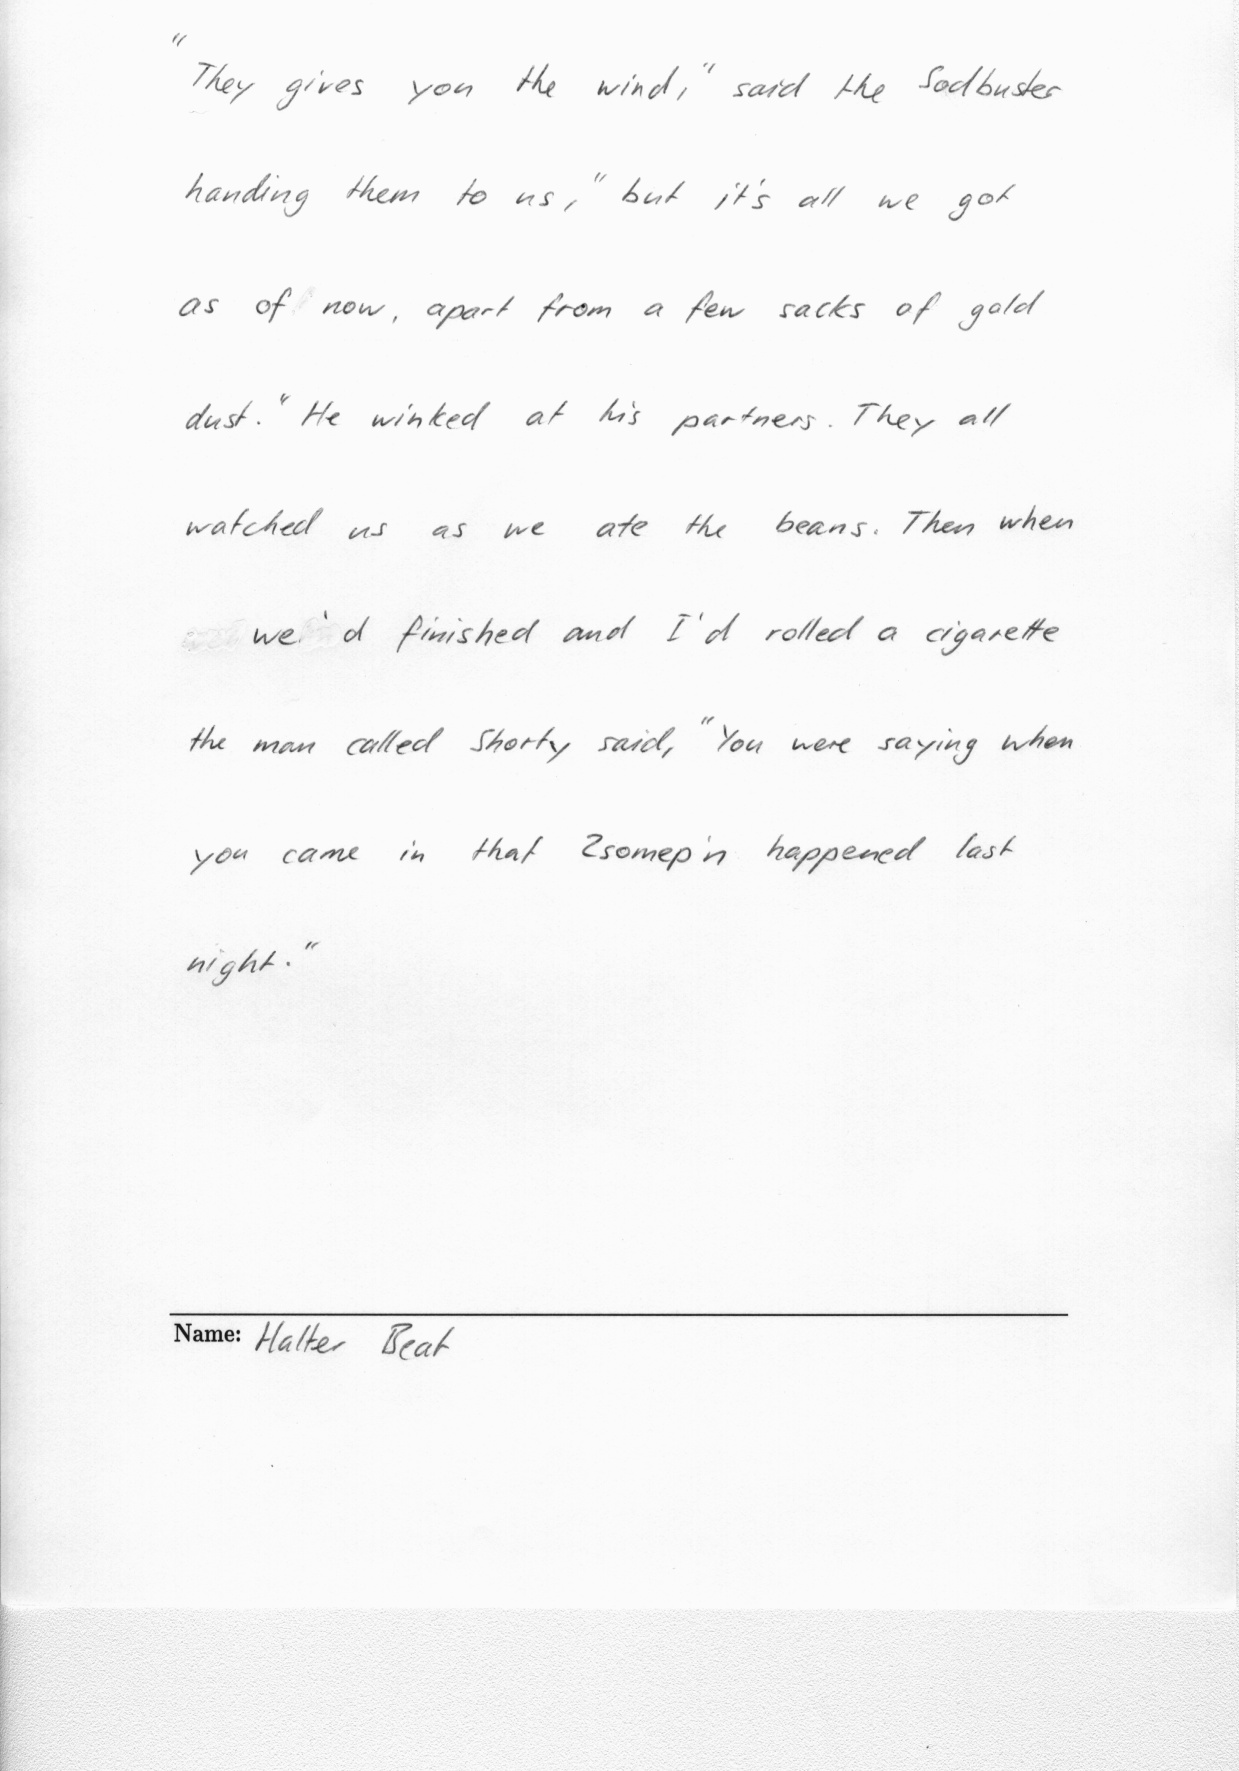 "They gives you the wind," said the Sodbuster
handing them to us," but it's all we got
as of now, apart from a few sacks of gold
dust." He winked at his partners. They all
watched us as we ate the beans. Then when
we'd finished and I'd rolled a cigarette
the man called Shorty said, "You were saying when
you came in that 2somep'n happened last
night."
Name: Halter Beat